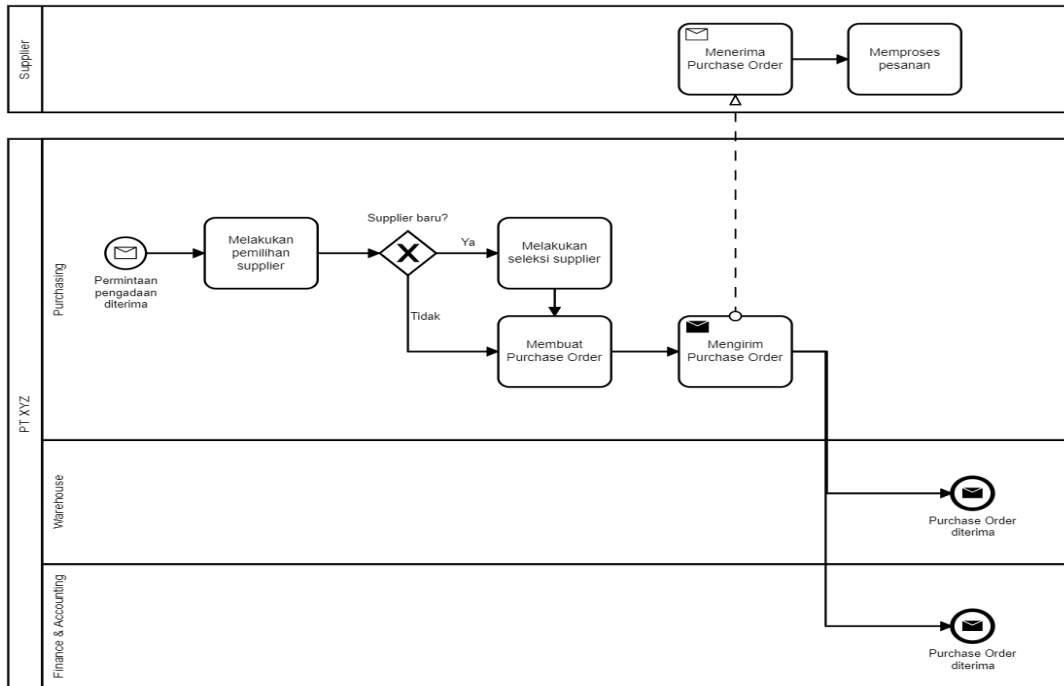 Supplier
Menerima
Purchase Order
Memproses
pesanan
PT XYZ
Purchasing
Permintaan
pengadaan
diterima
Melakukan
pemilihan
supplier
Supplier baru?
Ya
Tidak
Melakukan
seleksi supplier
Membuat
Purchase Order
Mengirim
Purchase Order
Warehouse
Purchase Order
diterima
Finance & Accounting
Purchase Order
diterima